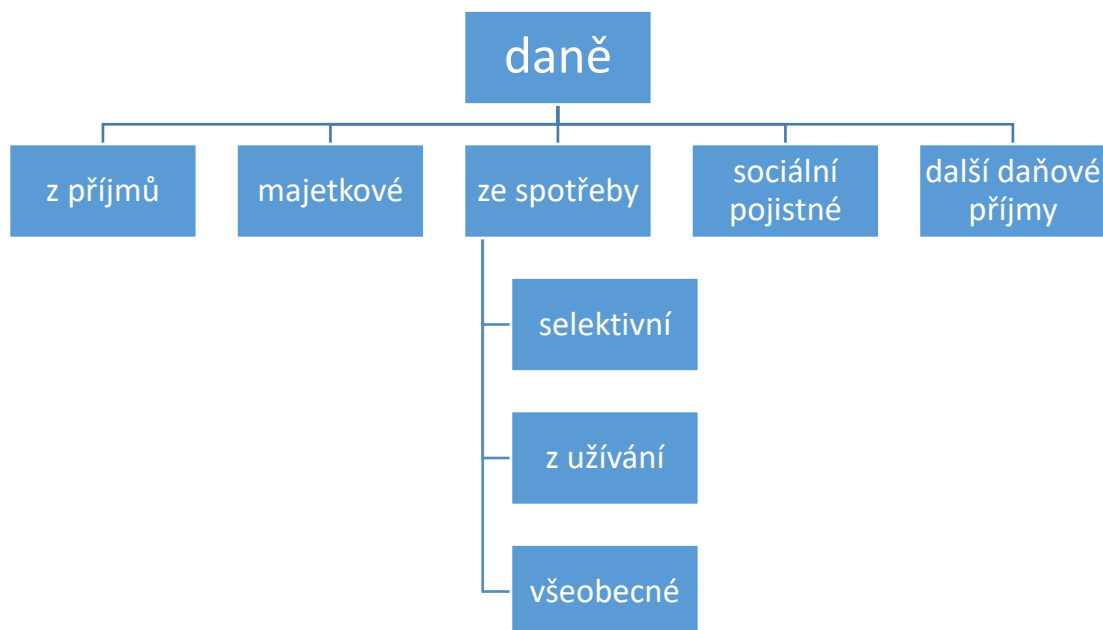 daně
z příjmů
majetkové
ze spotřeby
sociální
pojistné
další daňové
příjmy
selektivní
z užívání
všeobecné